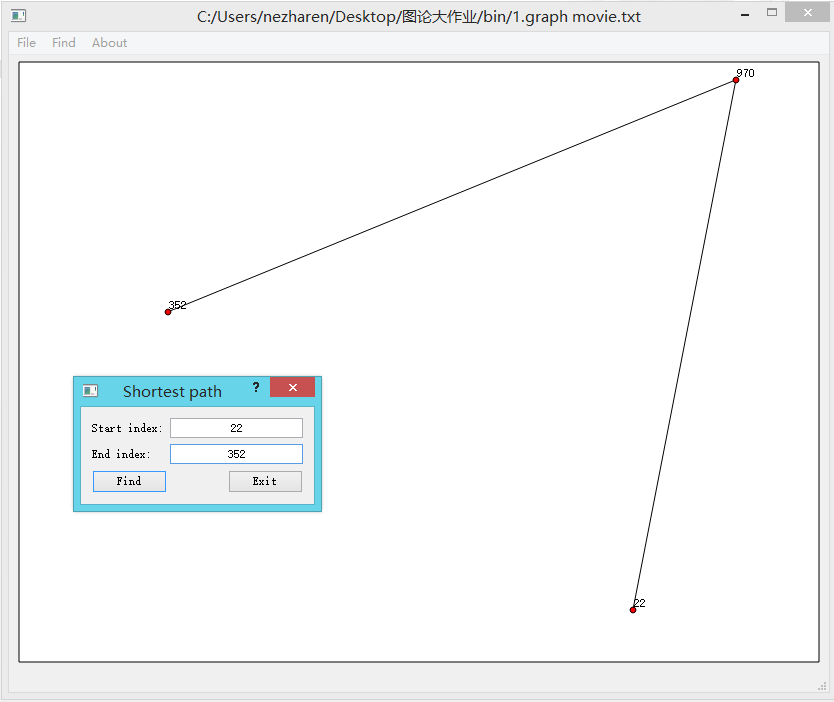 C:/Users/nezharen/Desktop/图论大作业/bin/1.graph movie.txt
File Find About
970
352
Shortest path ?
Start index: 22
End index: 352
Find Exit
22